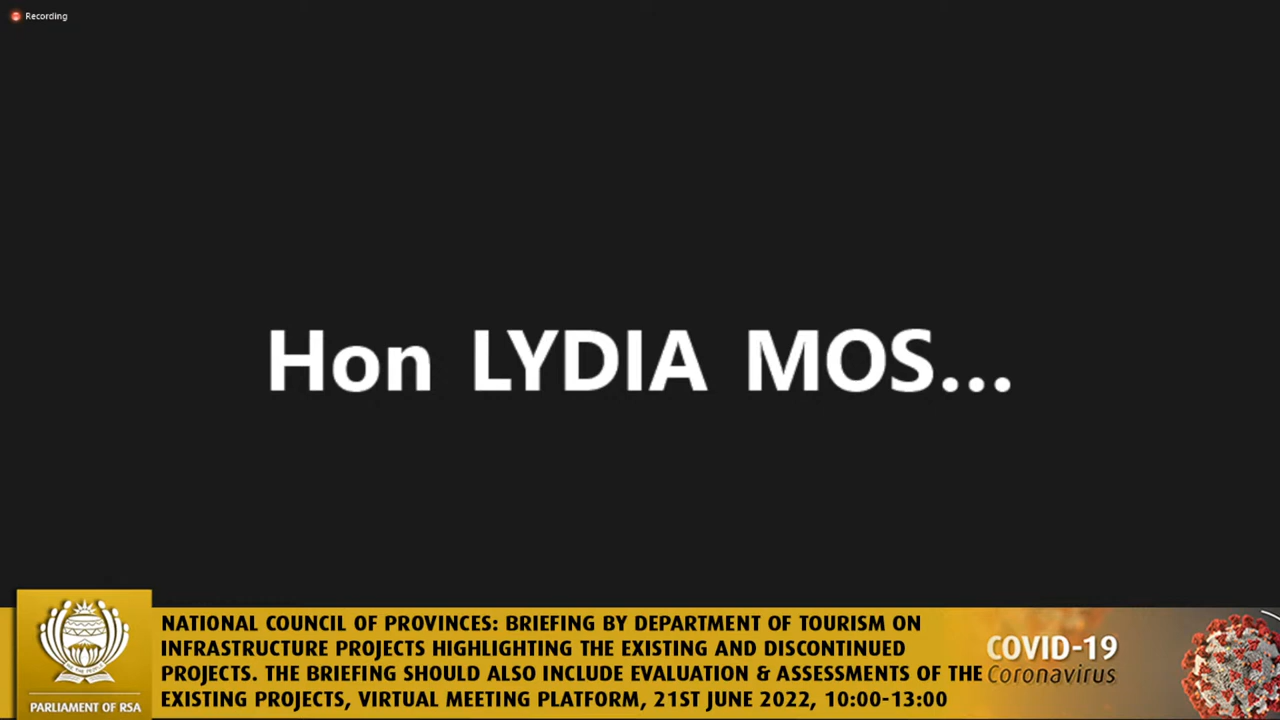 Recording
Hon LYDIA MOS...
NATIONAL COUNCIL OF PROVINCES: BRIEFING BY DEPARTMENT OF TOURISM ON
INFRASTRUCTURE PROJECTS HIGHLIGHTING THE EXISTING AND DISCONTINUED
PROJECTS. THE BRIEFING SHOULD ALSO INCLUDE EVALUATION & ASSESSMENTS OF THE
EXISTING PROJECTS, VIRTUAL MEETING PLATFORM, 21ST JUNE 2022, 10:00-13:00
PARLIAMENT OF RSA
COVID-19
Coronavirus